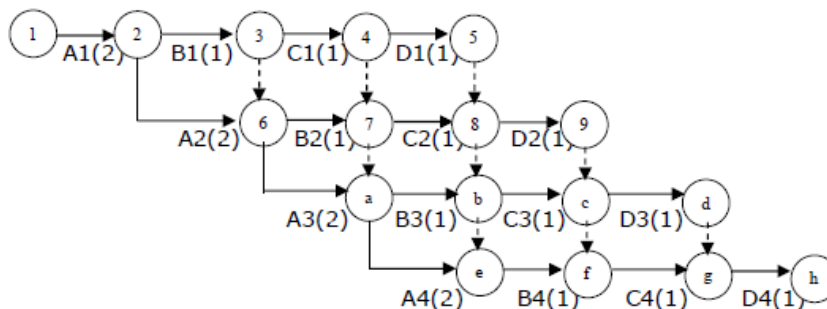 1 2 3 4 5
A1(2) B1(1) C1(1) D1(1)
6 7 8 9
A2(2) B2(1) C2(1) D2(1)
a b c d
A3(2) B3(1) C3(1) D3(1)
e f g h
A4(2) B4(1) C4(1) D4(1)